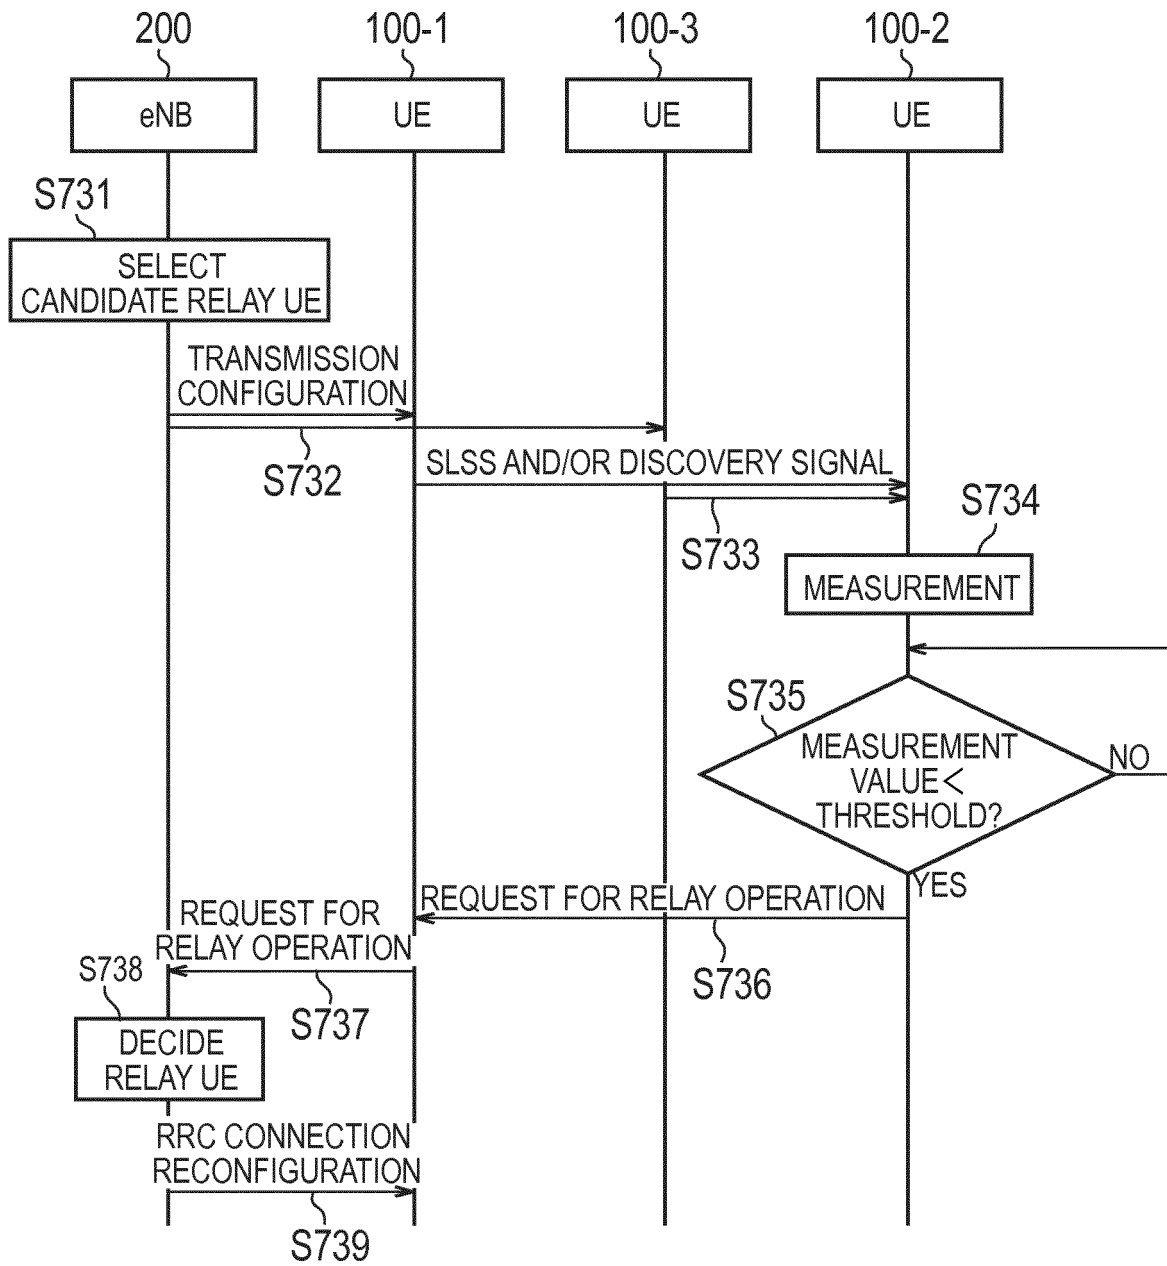 200 100-1 100-3 100-2
eNB UE UE UE
S731
SELECT
CANDIDATE RELAY UE
TRANSMISSION
CONFIGURATION
S732
SLSS AND/OR DISCOVERY SIGNAL
S733
S734
MEASUREMENT
S735
MEASUREMENT
VALUE<
THRESHOLD?
NO
YES
REQUEST FOR RELAY OPERATION
S736
REQUEST FOR
RELAY OPERATION
S737
S738
DECIDE
RELAY UE
RRC CONNECTION
RECONFIGURATION
S739